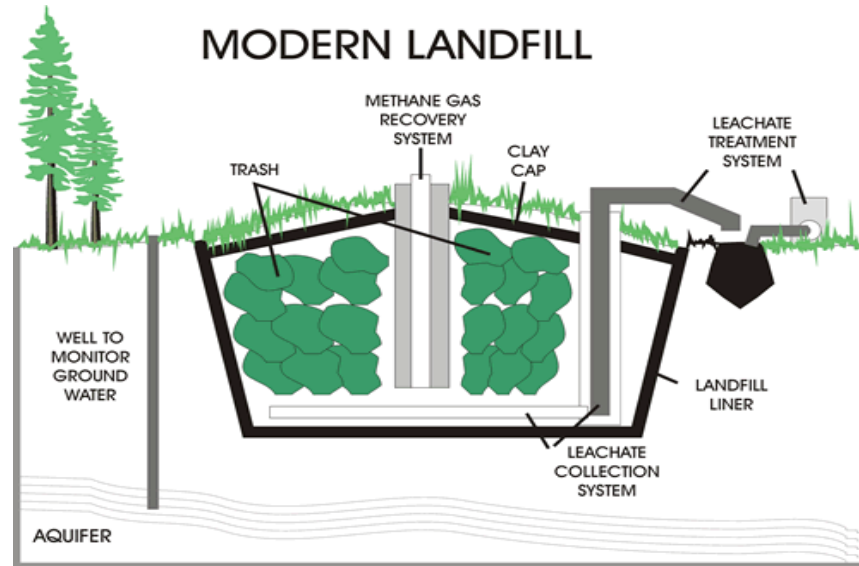 MODERN LANDFILL
METHANE GAS
RECOVERY
SYSTEM
LEACHATE
TREATMENT
SYSTEM
TRASH
CLAY
CAP
WELL TO
MONITOR
GROUND
WATER
LANDFILL
LINER
LEACHATE
COLLECTION
SYSTEM
AQUIFER